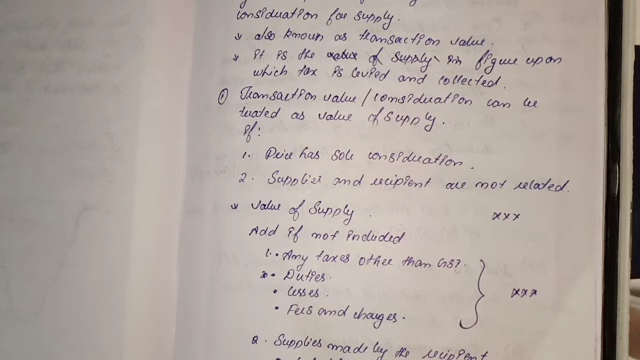 consideration for supply.
* also known as transaction value.
* it is the value of supply in figure upon
which tax is levied and collected.
① Transaction value / consideration can be
treated as value of supply.
if!
1. Price has sole consideration.
2. Supplier and recipient are not related.
* Value of Supply xxx
Add if not included
1. • Any taxes other than GST.
• Duties.
• Cesses.
• Fees and charges. xxx
2. Supplies made by the recipient